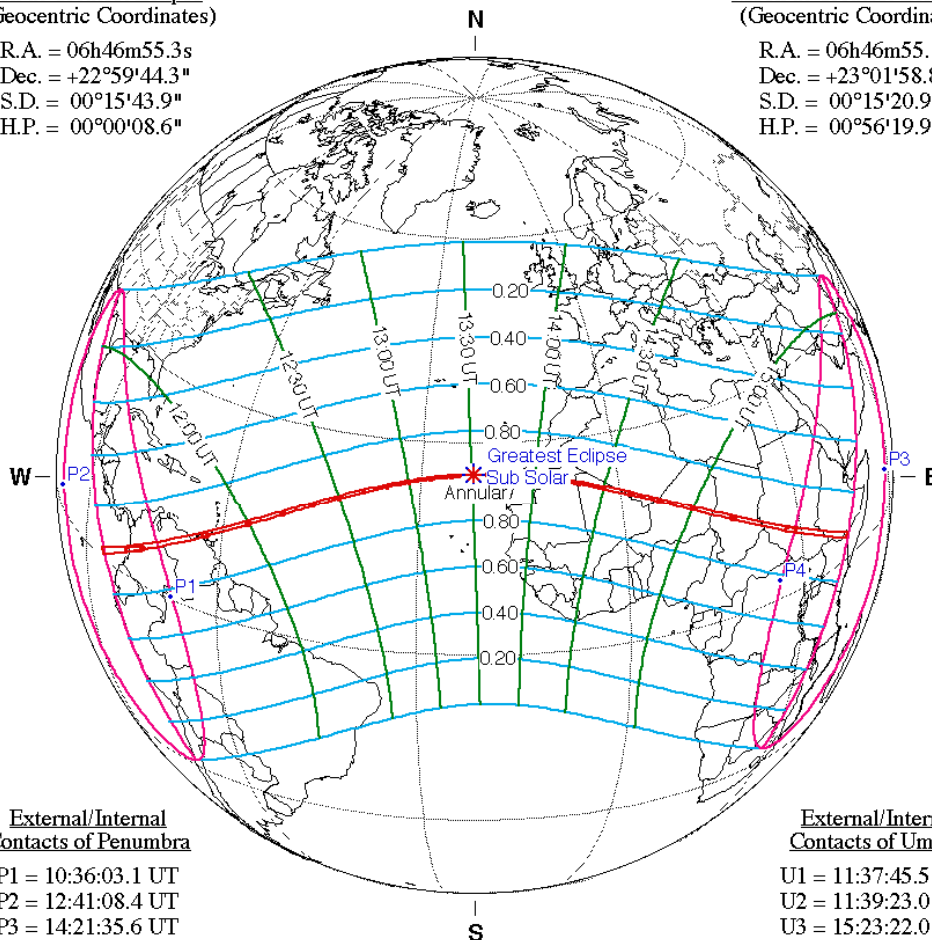 Geocentric Coordinates)
R.A. = 06h46m55.3s
Dec. = +22°59'44.3"
S.D. = 00°15'43.9"
H.P. = 00°00'08.6"
N
(Geocentric Coordina
R.A. = 06h46m55.
Dec. = +23°01'58.8
S.D. = 00°15'20.9
H.P. = 00°56'19.9
0.20
0.40
0.60
0.80
12:00 UT
12:30 UT
13:00 UT
13:30 UT
14:00 UT
14:30 UT
15:00 UT
Greatest Eclipse
Sub Solar
Annular
W
P2
P3
E
0.80
0.60
0.40
0.20
P1
P4
External/Internal
Contacts of Penumbra
P1 = 10:36:03.1 UT
P2 = 12:41:08.4 UT
P3 = 14:21:35.6 UT
S
External/Intern
Contacts of Um
U1 = 11:37:45.5
U2 = 11:39:23.0
U3 = 15:23:22.0